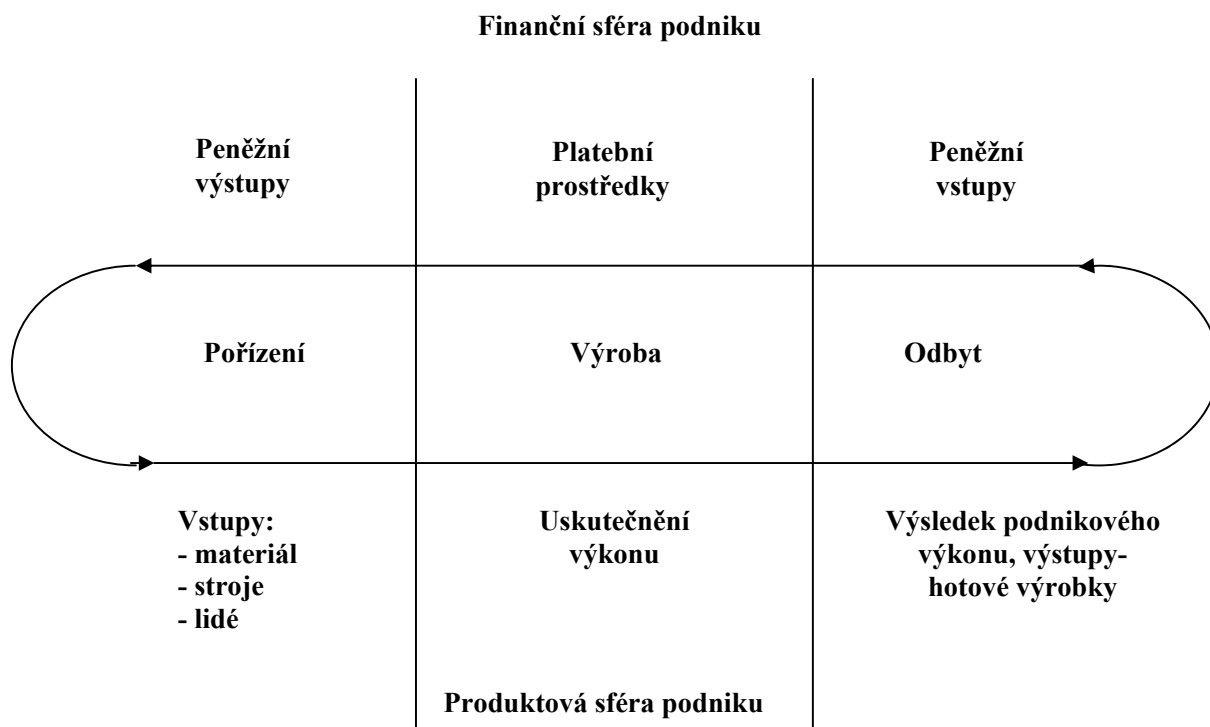 Finanční sféra podniku
Peněžní
výstupy
Platební
prostředky
Peněžní
vstupy
Pořízení
Výroba
Odbyt
Vstupy:
- materiál
- stroje
- lidé
Uskutečnění
výkonu
Výsledek podnikového
výkonu, výstupy-
hotové výrobky
Produktová sféra podniku